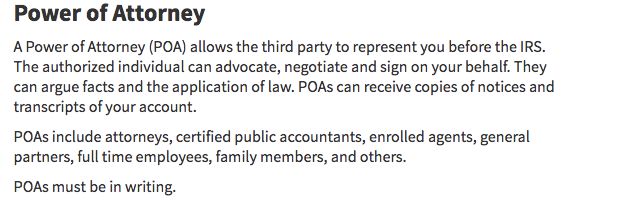 Power of Attorney
A Power of Attorney (POA) allows the third party to represent you before the IRS.
The authorized individual can advocate, negotiate and sign on your behalf. They
can argue facts and the application of law. POAs can receive copies of notices and
transcripts of your account.
POAs include attorneys, certified public accountants, enrolled agents, general
partners, full time employees, family members, and others.
POAs must be in writing.